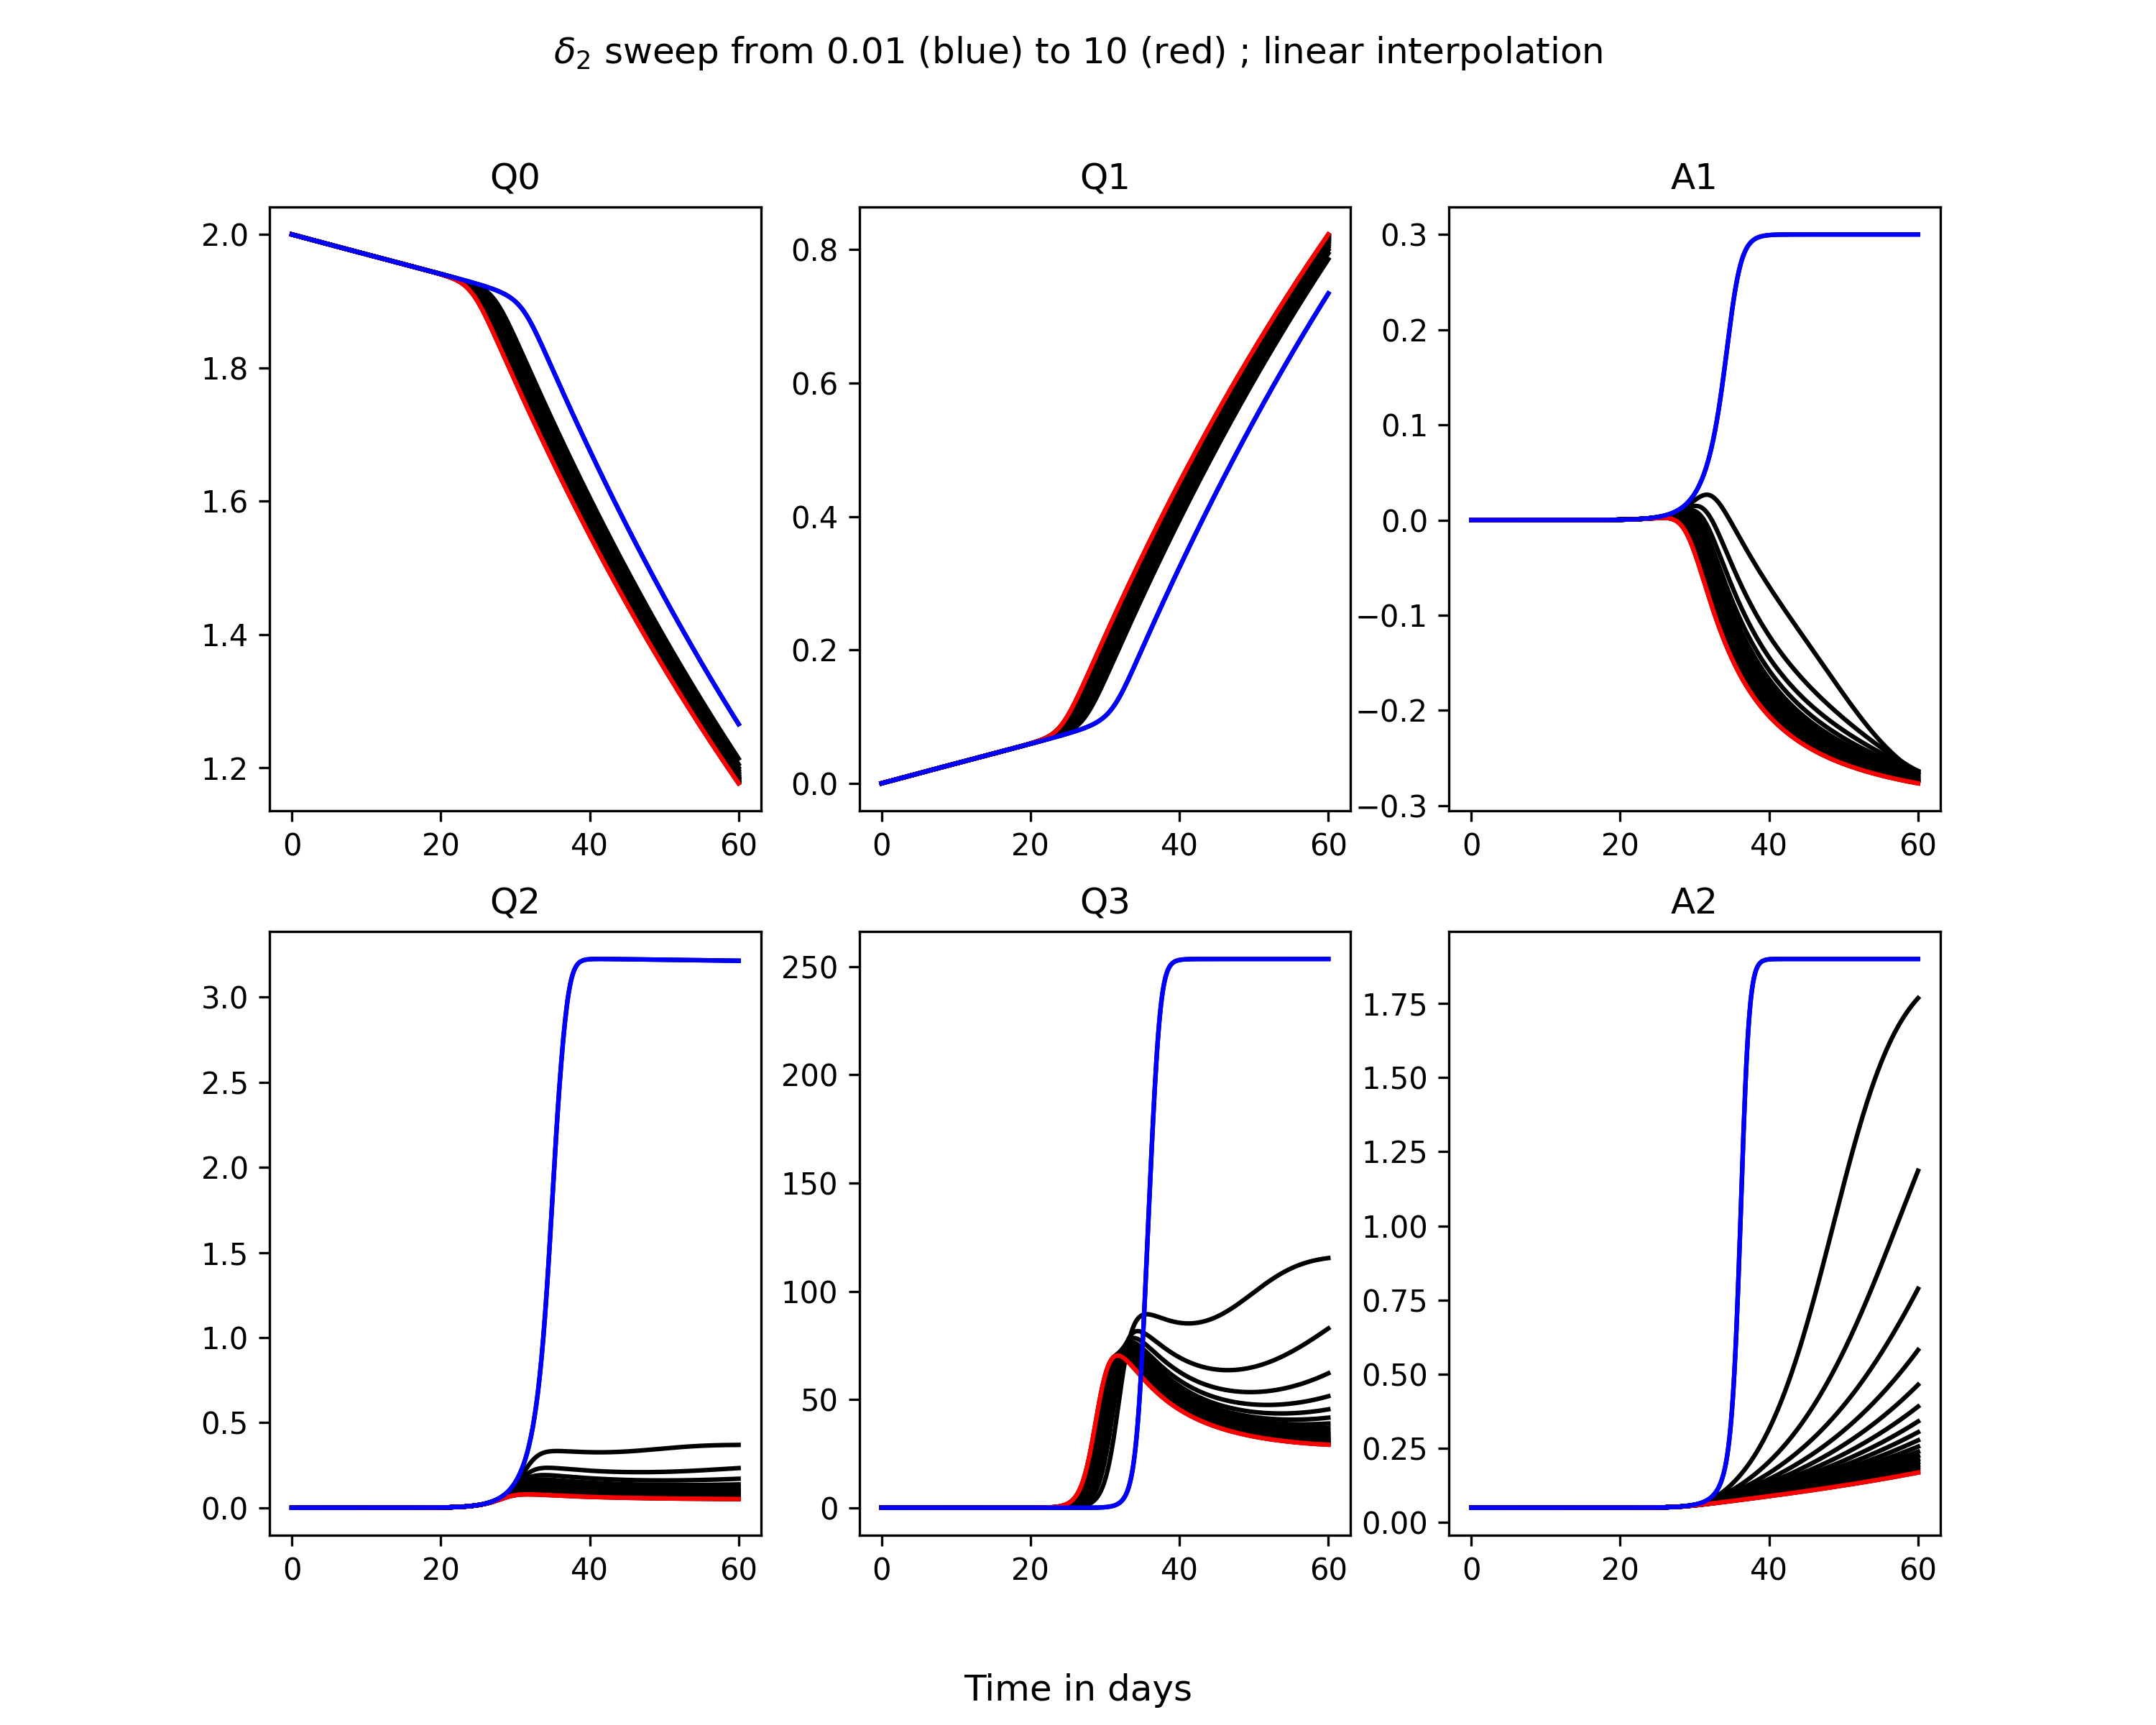 δ₂ sweep from 0.01 (blue) to 10 (red) ; linear interpolation
Q0
2.0
1.8
1.6
1.4
1.2
0 20 40 60
Q1
0.8
0.6
0.4
0.2
0.0
0 20 40 60
A1
0.3
0.2
0.1
0.0
−0.1
−0.2
−0.3
0 20 40 60
Q2
3.0
2.5
2.0
1.5
1.0
0.5
0.0
0 20 40 60
Q3
250
200
150
100
50
0
0 20 40 60
A2
1.75
1.50
1.25
1.00
0.75
0.50
0.25
0.00
0 20 40 60
Time in days